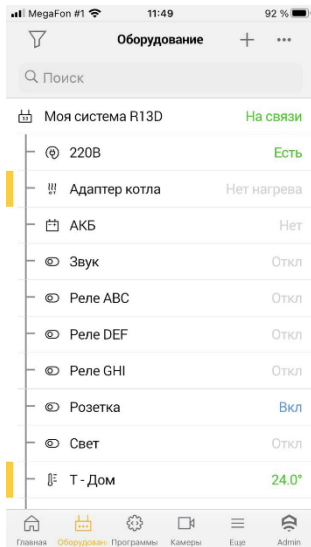 MegaFon #1 11:49 92 %
Оборудование
Поиск
Моя система R13D На связи
220В Есть
Адаптер котла Нет нагрева
АКБ Нет
Звук Откл
Реле ABC Откл
Реле DEF Откл
Реле GHI Откл
Розетка Вкл
Свет Откл
Т - Дом 24.0°
Главная Оборудован Программы Камеры Еще Admin